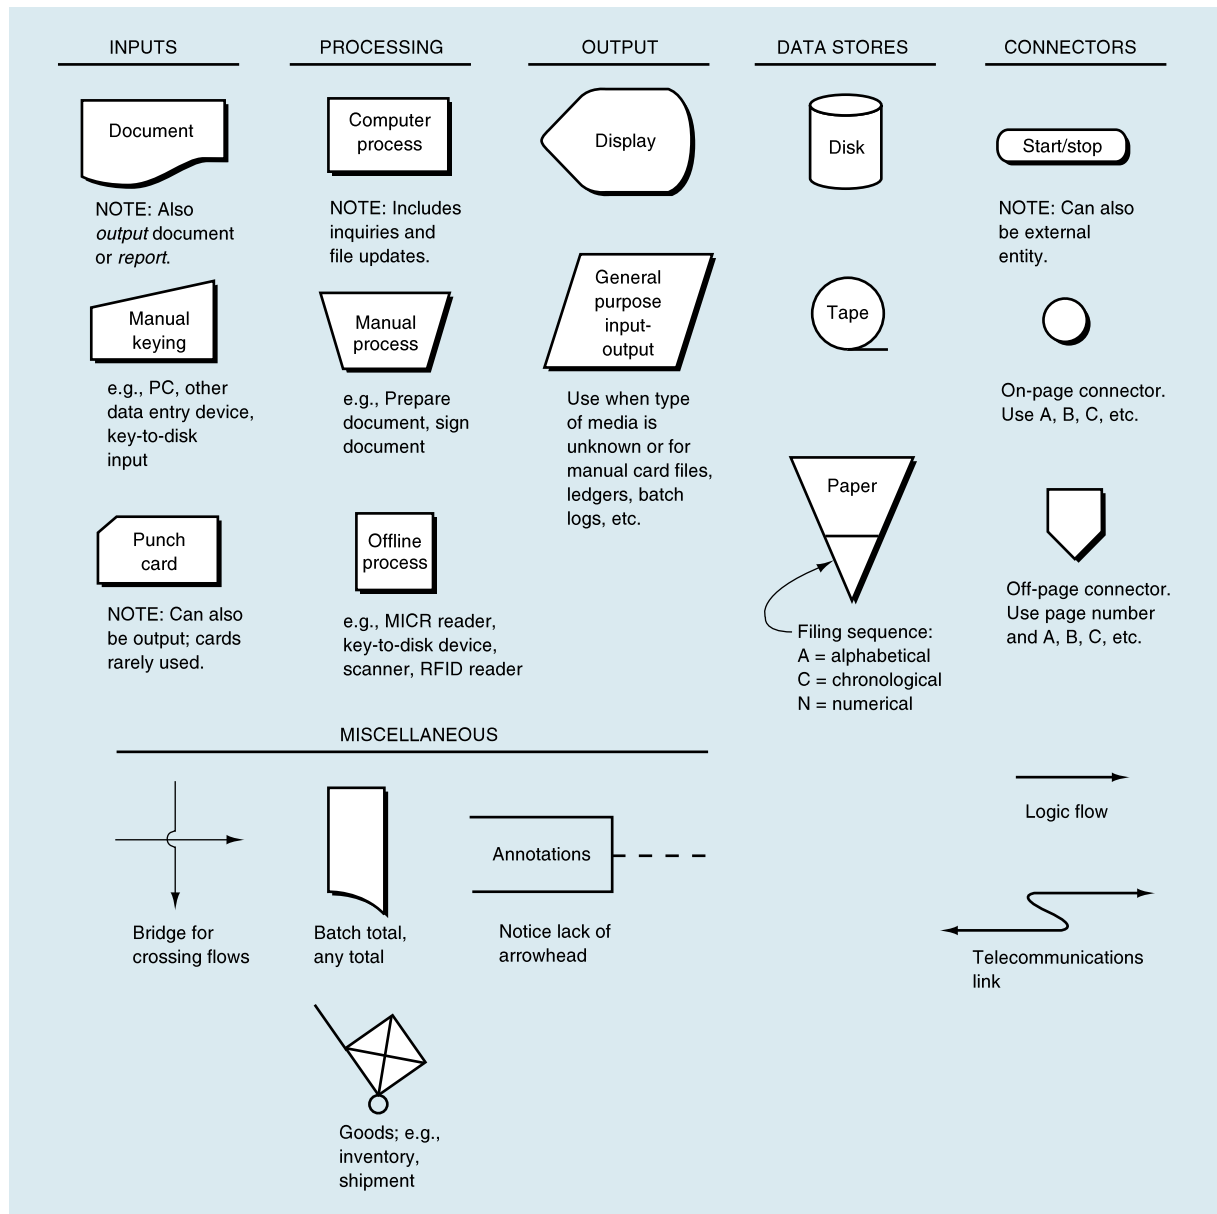 INPUTS
PROCESSING
OUTPUT
DATA STORES
CONNECTORS
Document
NOTE: Also
output document
or report.
Manual
keying
e.g., PC, other
data entry device,
key-to-disk
input
Punch
card
NOTE: Can also
be output; cards
rarely used.
Computer
process
NOTE: Includes
inquiries and
file updates.
Manual
process
e.g., Prepare
document, sign
document
Offline
process
e.g., MICR reader,
key-to-disk device,
scanner, RFID reader
Display
General
purpose
input-
output
Use when type
of media is
unknown or for
manual card files,
ledgers, batch
logs, etc.
Disk
Tape
Paper
Filing sequence:
A = alphabetical
C = chronological
N = numerical
Start/stop
NOTE: Can also
be external
entity.
On-page connector.
Use A, B, C, etc.
Off-page connector.
Use page number
and A, B, C, etc.
Logic flow
Telecommunications
link
MISCELLANEOUS
Bridge for
crossing flows
Batch total,
any total
Annotations
Notice lack of
arrowhead
Goods; e.g.,
inventory,
shipment